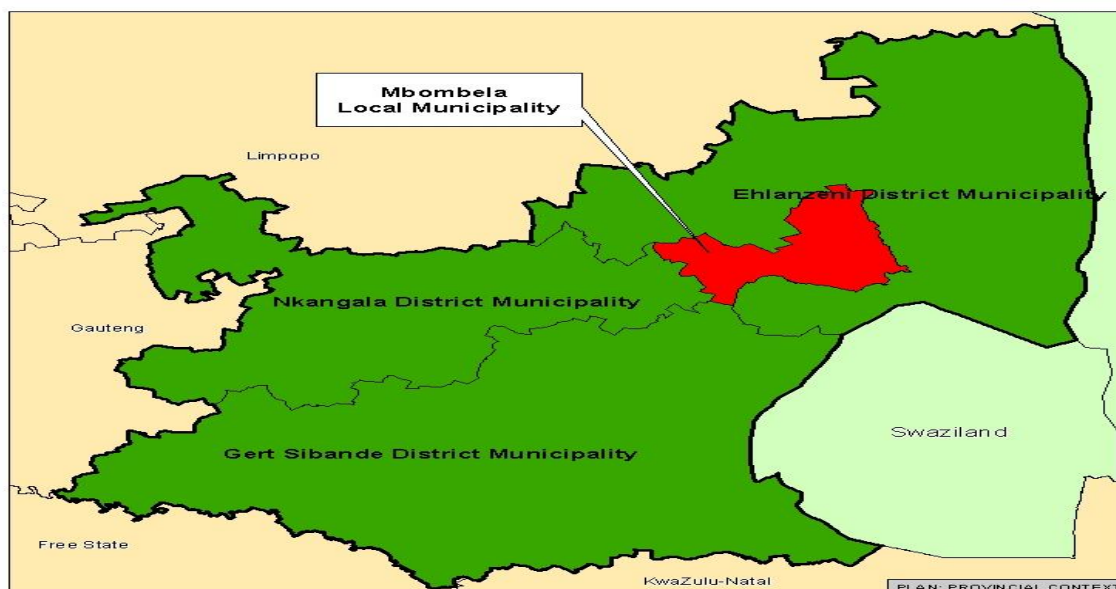 Mbombela
Local Municipality
Limpopo
Ehlanzeni District Municipality
Nkangala District Municipality
Gauteng
Swaziland
Gert Sibande District Municipality
Free State
KwaZulu-Natal
PLAN: PROVINCIAL CONTEXT